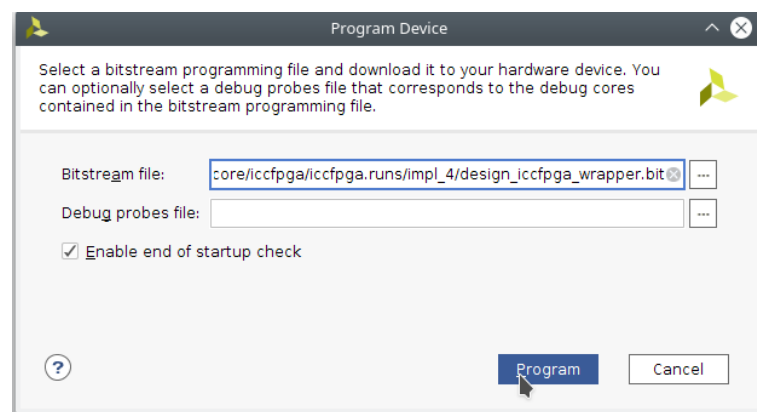 Program Device
Select a bitstream programming file and download it to your hardware device. You
can optionally select a debug probes file that corresponds to the debug cores
contained in the bitstream programming file.
Bitstream file: core/iccfpga/iccfpga.runs/impl_4/design_iccfpga_wrapper.bit ...
Debug probes file: ...
Enable end of startup check
? Program Cancel